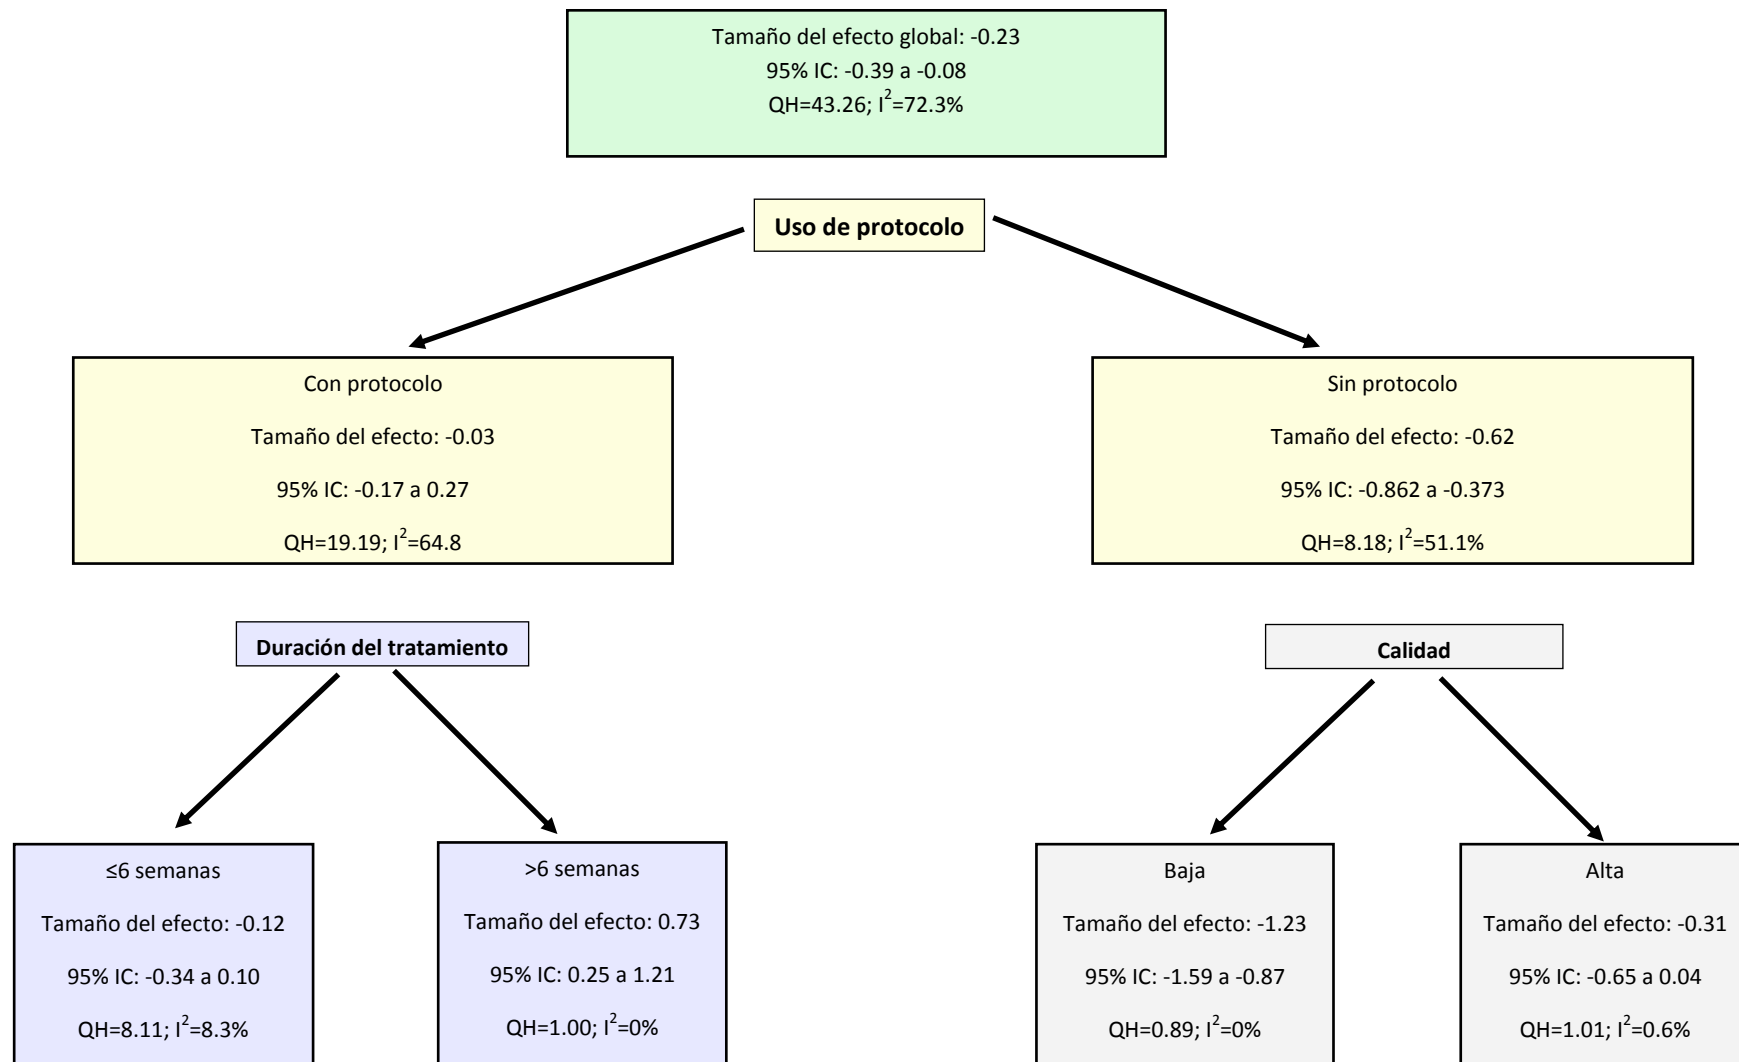 Tamaño del efecto global: -0.23
95% IC: -0.39 a -0.08
QH=43.26; I²=72.3%
Uso de protocolo
Con protocolo
Tamaño del efecto: -0.03
95% IC: -0.17 a 0.27
QH=19.19; I²=64.8
Sin protocolo
Tamaño del efecto: -0.62
95% IC: -0.862 a -0.373
QH=8.18; I²=51.1%
Duración del tratamiento
Calidad
≤6 semanas
Tamaño del efecto: -0.12
95% IC: -0.34 a 0.10
QH=8.11; I²=8.3%
>6 semanas
Tamaño del efecto: 0.73
95% IC: 0.25 a 1.21
QH=1.00; I²=0%
Baja
Tamaño del efecto: -1.23
95% IC: -1.59 a -0.87
QH=0.89; I²=0%
Alta
Tamaño del efecto: -0.31
95% IC: -0.65 a 0.04
QH=1.01; I²=0.6%